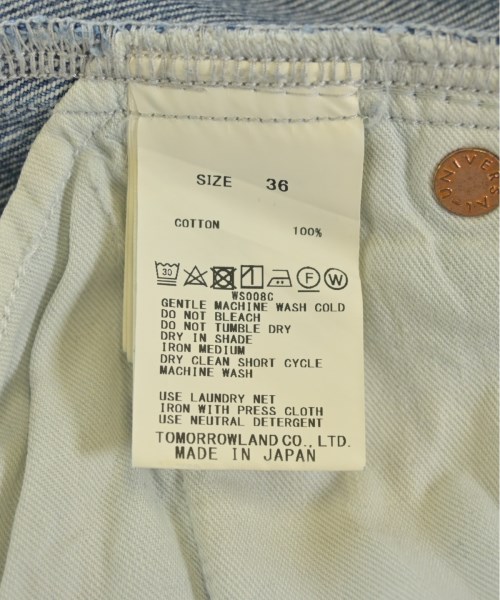 SIZE 36
COTTON 100%
30 F W
WS008C
GENTLE MACHINE WASH COLD
DO NOT BLEACH
DO NOT TUMBLE DRY
DRY IN SHADE
IRON MEDIUM
DRY CLEAN SHORT CYCLE
MACHINE WASH
USE LAUNDRY NET
IRON WITH PRESS CLOTH
USE NEUTRAL DETERGENT
TOMORROWLAND CO., LTD.
MADE IN JAPAN